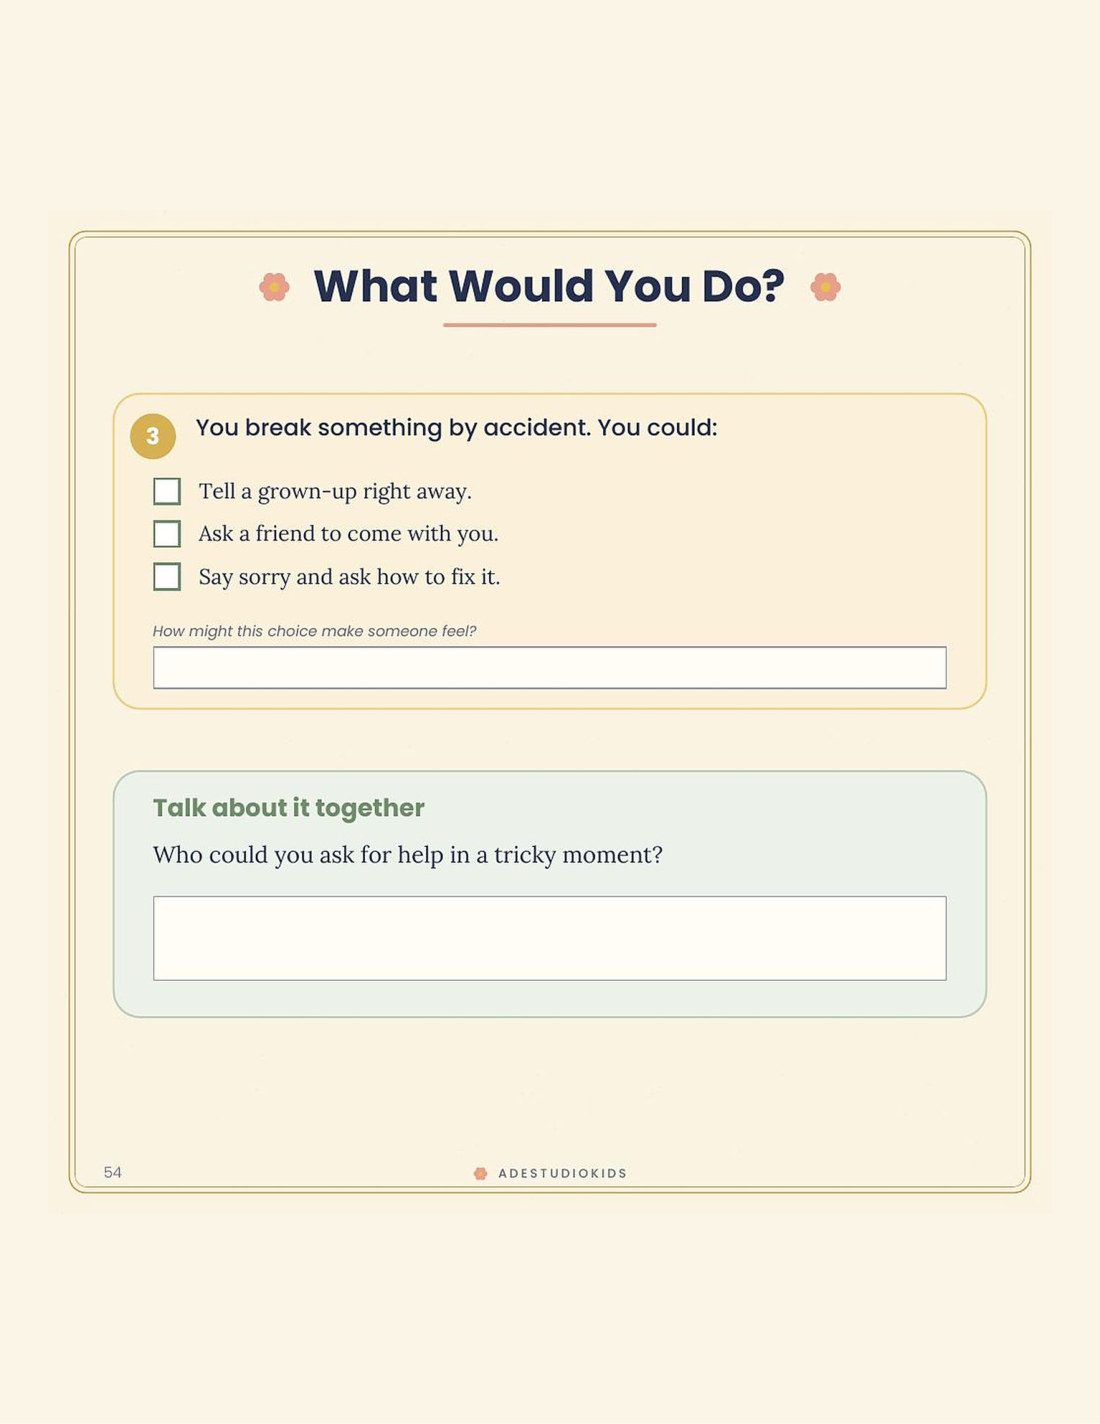 What Would You Do?
3
You break something by accident. You could:
Tell a grown-up right away.
Ask a friend to come with you.
Say sorry and ask how to fix it.
How might this choice make someone feel?
Talk about it together
Who could you ask for help in a tricky moment?
54
ADESTUDIOKIDS